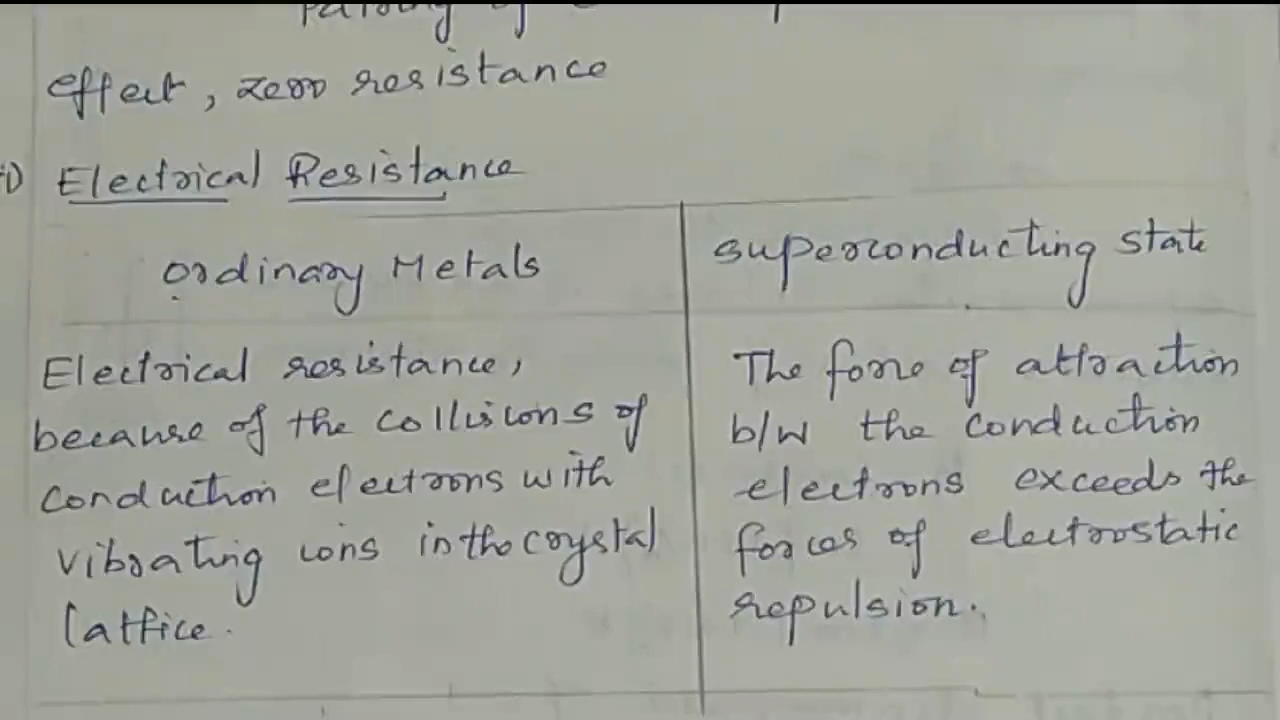 effect, zero resistance
i) Electrical Resistance
Ordinary Metals
Electrical resistance,
because of the collisions of
conduction electrons with
vibrating ions in the crystal
lattice.
superconducting state
The force of attraction
b/w the conduction
electrons exceeds the
forces of electrostatic
repulsion.